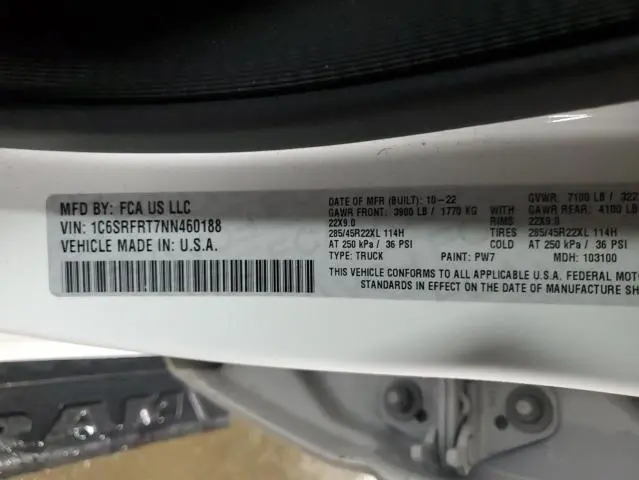 MFD BY: FCA US LLC
VIN: 1C6SRFRT7NN460188
VEHICLE MADE IN: U.S.A.
DATE OF MFR (BUILT): 10-22 GVWR: 7100 LB /
GAWR FRONT: 3900 LB / 1770 KG WITH GAWR REAR: 4100 LB
22X9.0 RIMS 22X9.0
285/45R22XL 114H TIRES 285/45R22XL 114H
AT 250 kPa / 36 PSI COLD AT 250 kPa / 36 PSI
TYPE: TRUCK PAINT: PW7 MDH: 103100
THIS VEHICLE CONFORMS TO ALL APPLICABLE U.S.A. FEDERAL
STANDARDS IN EFFECT ON THE DATE OF MANUFACTURE
RAM